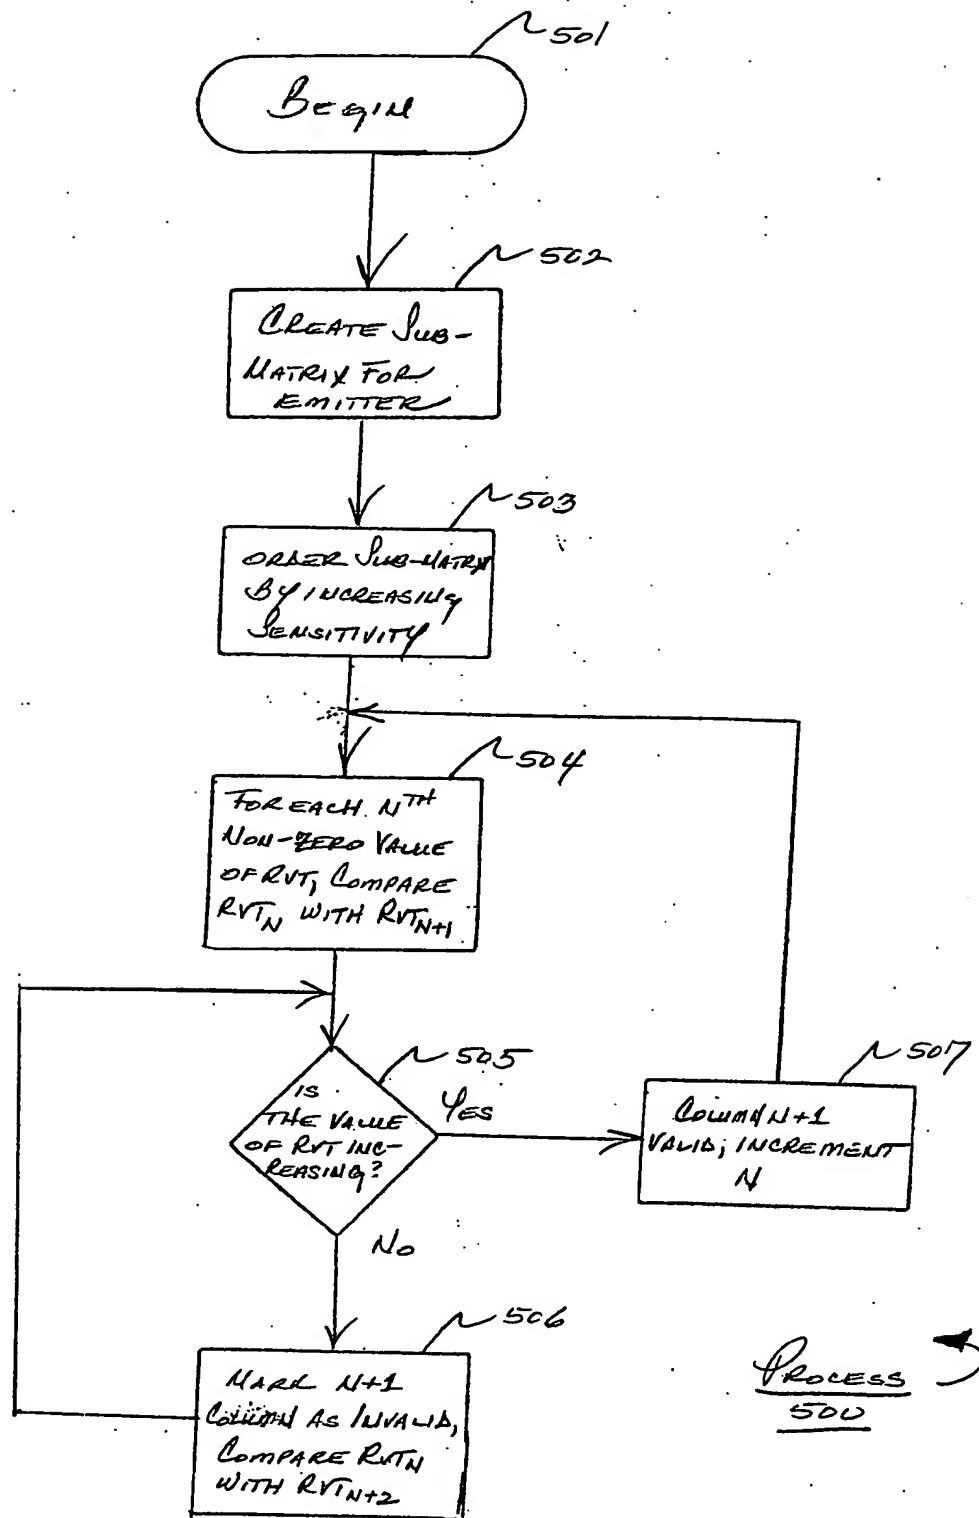 501
BEGIN
502
CREATE SUB-
MATRIX FOR
EMITTER
503
ORDER SUB-MATRIX
BY INCREASING
SENSITIVITY
504
FOR EACH NTH
NON-ZERO VALUE
OF RVT, COMPARE
RVTN WITH RVTN+1
505
IS
THE VALUE
OF RVT INC-
REASING?
YES
507
COLUMN N+1
VALID; INCREMENT
N
NO
506
MARK N+1
COLUMN AS INVALID,
COMPARE RVTN
WITH RVTN+2
PROCESS
500